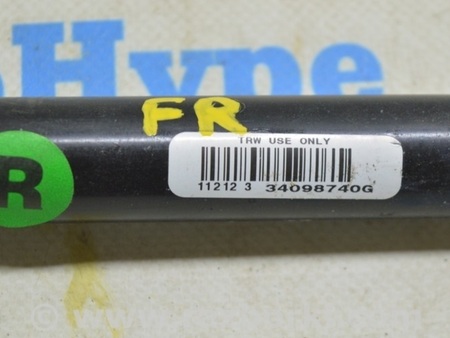 Hype
FR
R
TRW USE ONLY
11212 3 34098740G